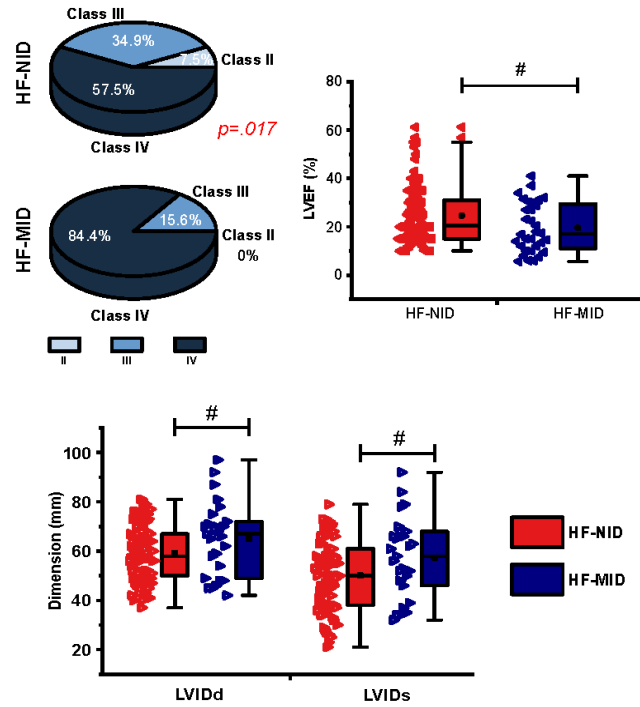 Class III
34.9%
7.5%
Class II
HF-NID
57.5%
p=.017
Class IV
Class III
15.6%
84.4%
Class II
0%
HF-MID
Class IV
II III IV
#
80
60
40
20
0
LVEF (%)
HF-NID HF-MID
# #
100
80
60
40
20
Dimension (mm)
LVIDd LVIDs
HF-NID
HF-MID